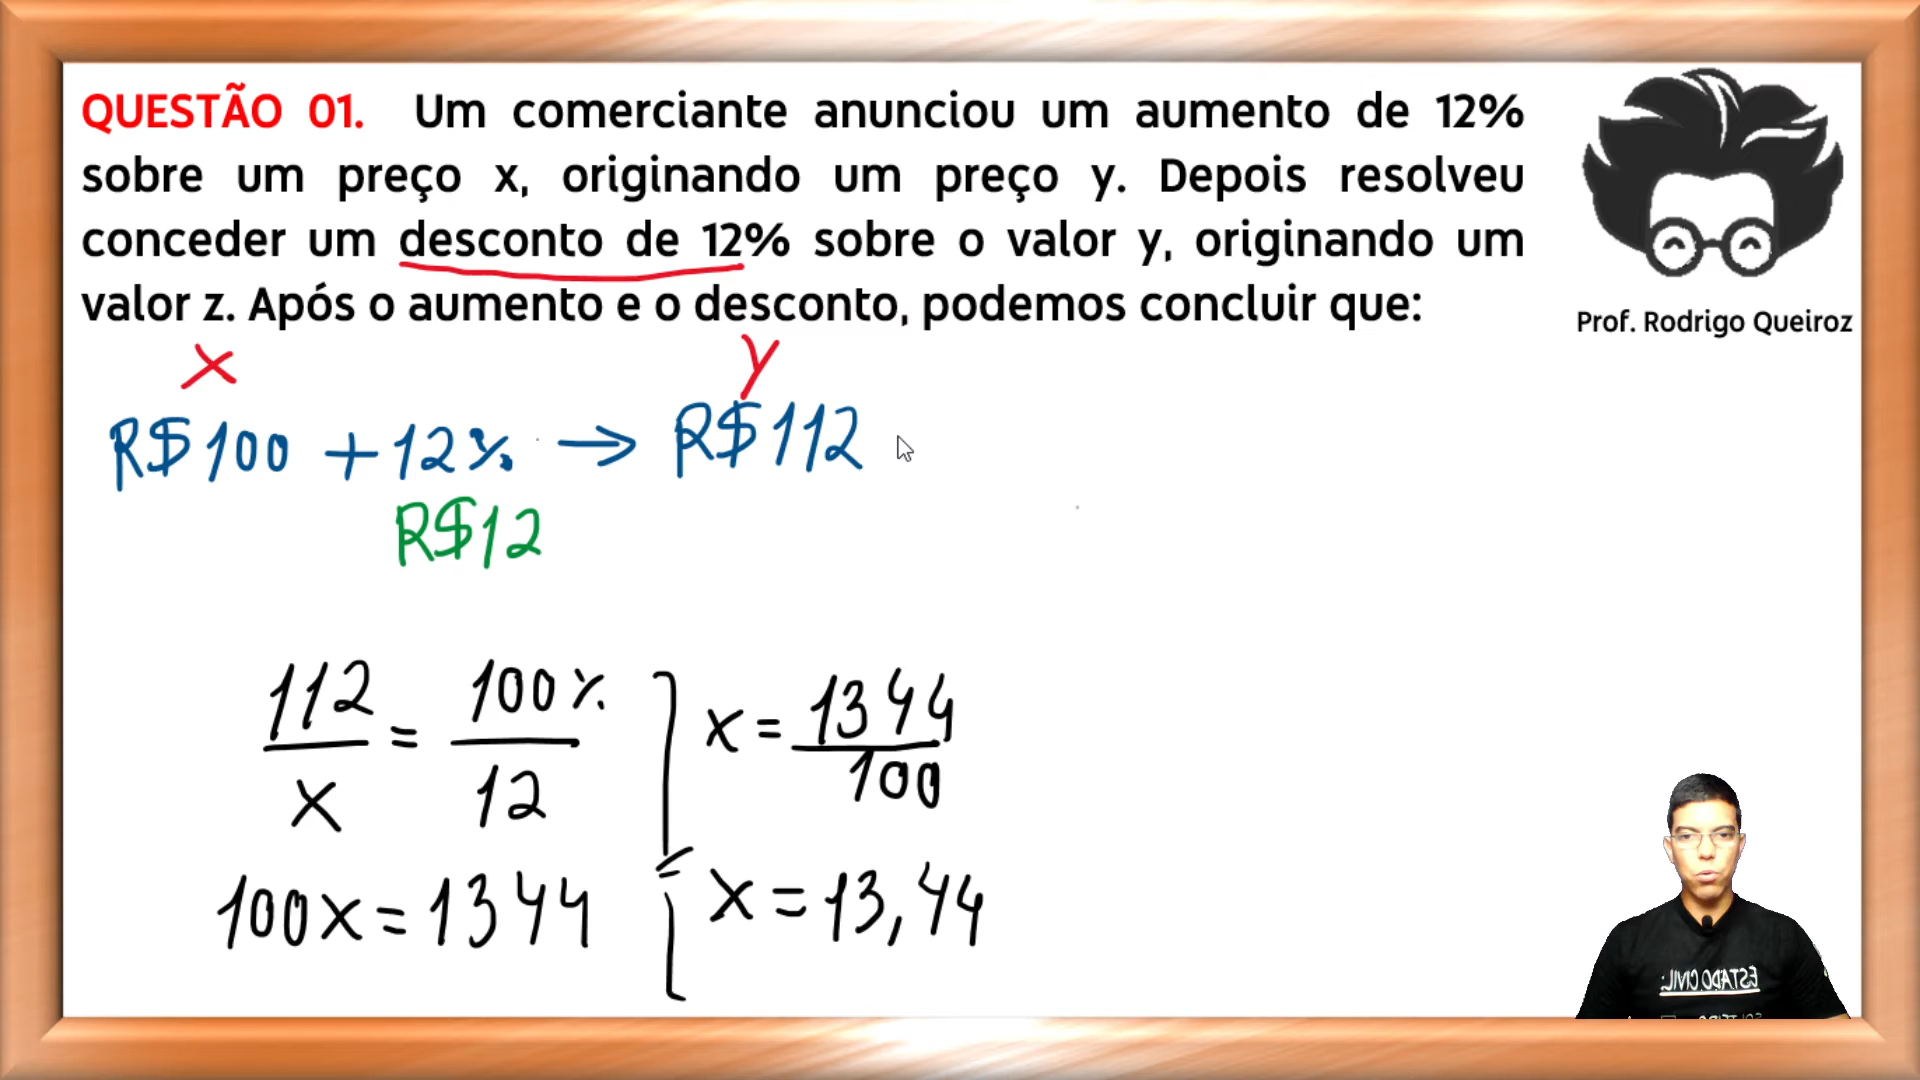 QUESTÃO 01. Um comerciante anunciou um aumento de 12%
sobre um preço x, originando um preço y. Depois resolveu
conceder um desconto de 12% sobre o valor y, originando um
valor z. Após o aumento e o desconto, podemos concluir que:
Prof. Rodrigo Queiroz
x y
R$100 + 12% → R$112
R$12
112/x = 100%/12
x = 1344/100
100x = 1344
x = 13,44
ESTADO CIVIL: